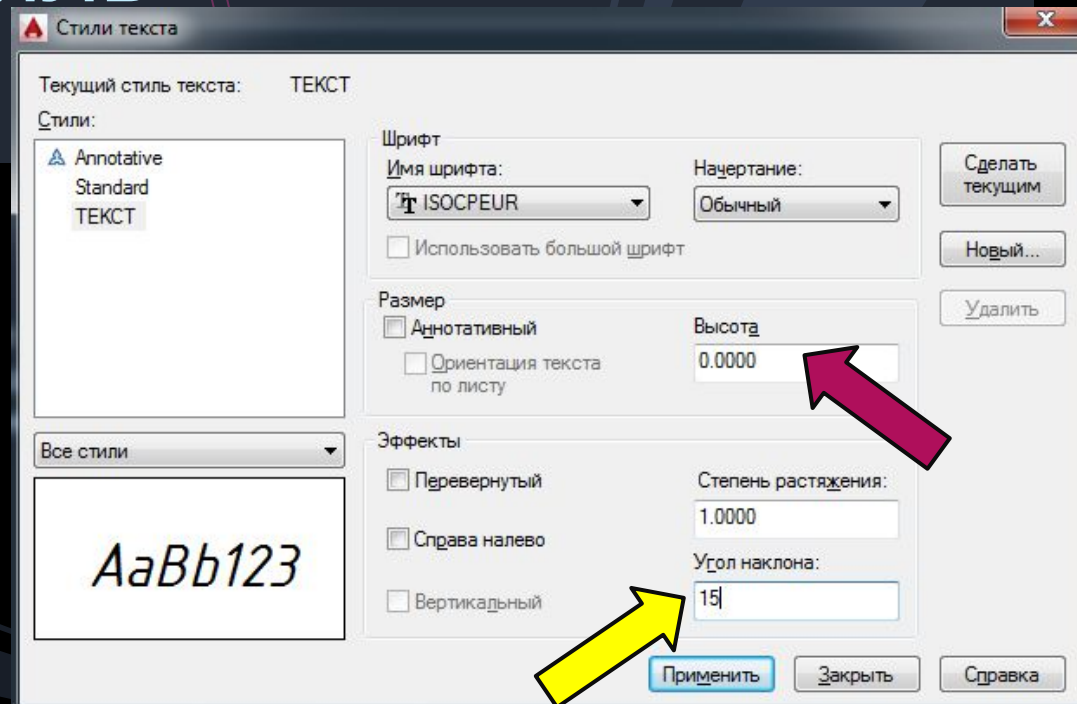 Стили текста
Текущий стиль текста: ТЕКСТ
Стили:
Annotative
Standard
ТЕКСТ
Все стили
AaBb123
Шрифт
Имя шрифта:
ISOCPEUR
Начертание:
Обычный
Использовать большой шрифт
Размер
Аннотативный
Ориентация текста
по листу
Высота
0.0000
Эффекты
Перевернутый
Справа налево
Вертикальный
Степень растяжения:
1.0000
Угол наклона:
15
Сделать
текущим
Новый...
Удалить
Применить
Закрыть
Справка